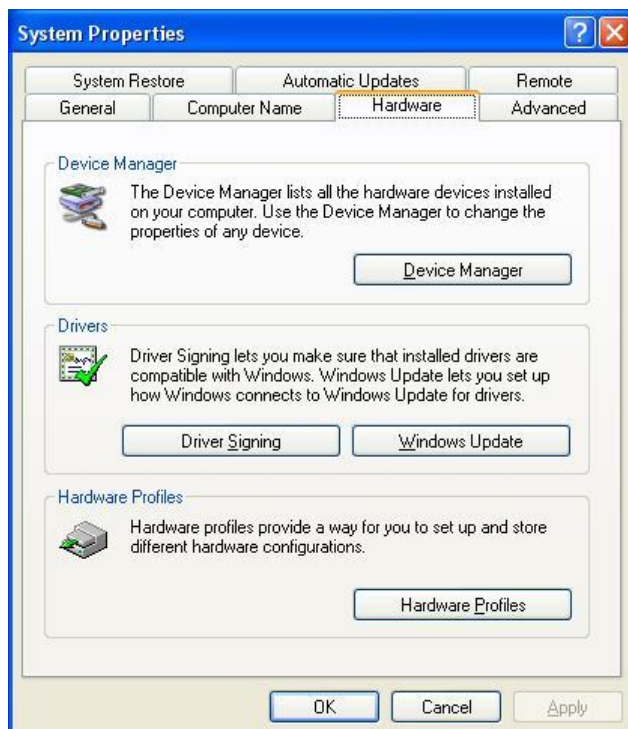 System Properties
System Restore
Automatic Updates
Remote
General
Computer Name
Hardware
Advanced
Device Manager
The Device Manager lists all the hardware devices installed
on your computer. Use the Device Manager to change the
properties of any device.
Device Manager
Drivers
Driver Signing lets you make sure that installed drivers are
compatible with Windows. Windows Update lets you set up
how Windows connects to Windows Update for drivers.
Driver Signing
Windows Update
Hardware Profiles
Hardware profiles provide a way for you to set up and store
different hardware configurations.
Hardware Profiles
OK
Cancel
Apply